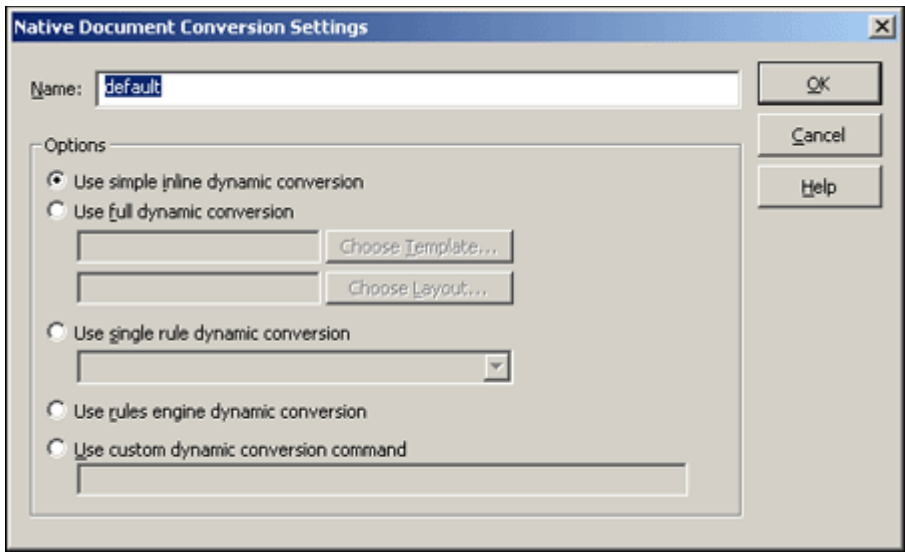 Native Document Conversion Settings
Name: default
OK
Cancel
Help
Options
Use simple inline dynamic conversion
Use full dynamic conversion
Choose Template...
Choose Layout...
Use single rule dynamic conversion
Use rules engine dynamic conversion
Use custom dynamic conversion command